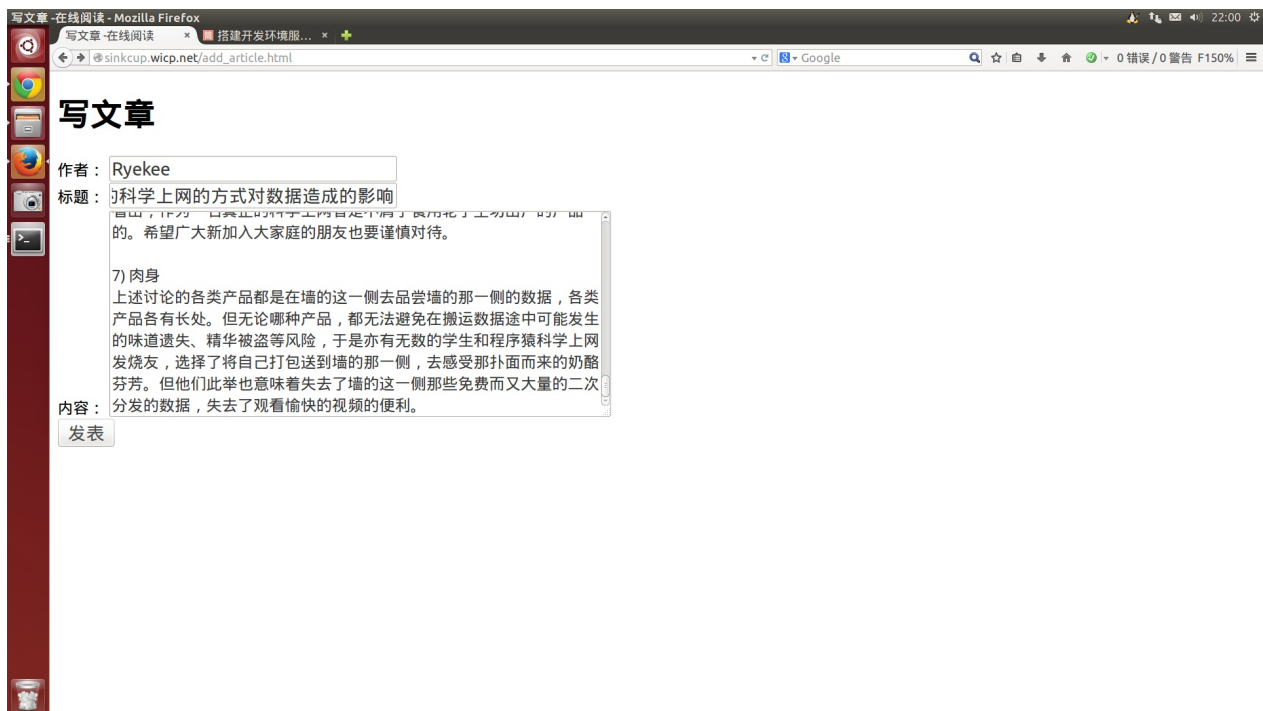 写文章 -在线阅读 - Mozilla Firefox
22:00
写文章 -在线阅读 ×
搭建开发环境服... ×
sinkcup.wicp.net/add_article.html
Google
0 错误 / 0 警告 F150%
写文章
作者： Ryekee
标题： 的科学上网的方式对数据造成的影响
的。希望广大新加入大家庭的朋友也要谨慎对待。
7) 肉身
上述讨论的各类产品都是在墙的这一侧去品尝墙的那一侧的数据，各类
产品各有长处。但无论哪种产品，都无法避免在搬运数据途中可能发生
的味道遗失、精华被盗等风险，于是亦有无数的学生和程序猿科学上网
发烧友，选择了将自己打包送到墙的那一侧，去感受那扑面而来的奶酪
芬芳。但他们此举也意味着失去了墙的这一侧那些免费而又大量的二次
内容： 分发的数据，失去了观看愉快的视频的便利。
发表